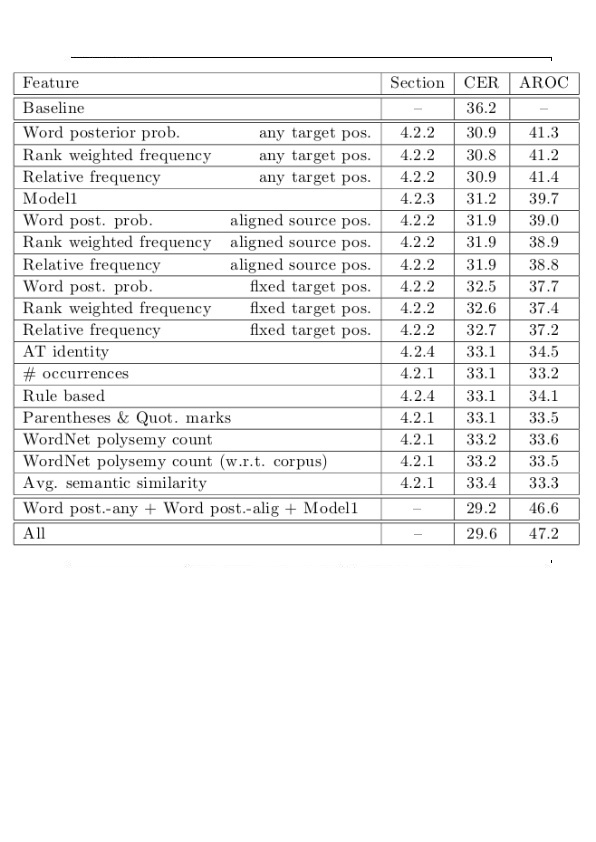 Feature Section CER AROC
Baseline – 36.2 –
Word posterior prob. any target pos. 4.2.2 30.9 41.3
Rank weighted frequency any target pos. 4.2.2 30.8 41.2
Relative frequency any target pos. 4.2.2 30.9 41.4
Model1 4.2.3 31.2 39.7
Word post. prob. aligned source pos. 4.2.2 31.9 39.0
Rank weighted frequency aligned source pos. 4.2.2 31.9 38.9
Relative frequency aligned source pos. 4.2.2 31.9 38.8
Word post. prob. fixed target pos. 4.2.2 32.5 37.7
Rank weighted frequency fixed target pos. 4.2.2 32.6 37.4
Relative frequency fixed target pos. 4.2.2 32.7 37.2
AT identity 4.2.4 33.1 34.5
# occurrences 4.2.1 33.1 33.2
Rule based 4.2.4 33.1 34.1
Parentheses & Quot. marks 4.2.1 33.1 33.5
WordNet polysemy count 4.2.1 33.2 33.6
WordNet polysemy count (w.r.t. corpus) 4.2.1 33.2 33.5
Avg. semantic similarity 4.2.1 33.4 33.3
Word post.-any + Word post.-alig + Model1 – 29.2 46.6
All – 29.6 47.2